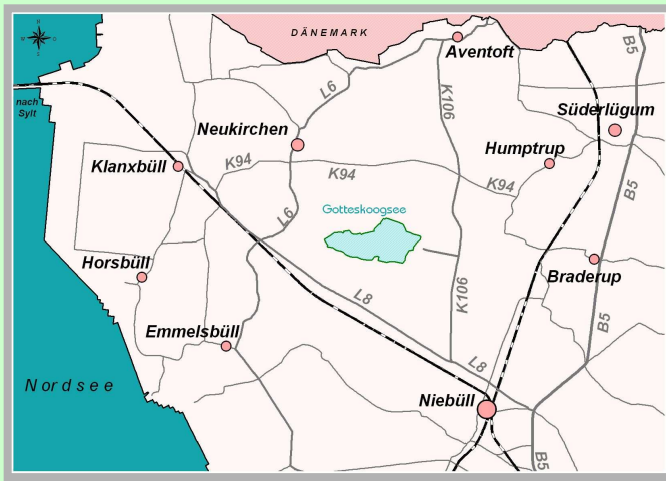 DÄNEMARK
Aventoft
B5
L6
K106
nach
Sylt
Süderlügum
Neukirchen
Humptrup
Klanxbüll
K94
K94
K94
B5
L6
Gotteskoogsee
Horsbüll
Braderup
K106
L8
B5
Emmelsbüll
L8
Nordsee
Niebüll
B5